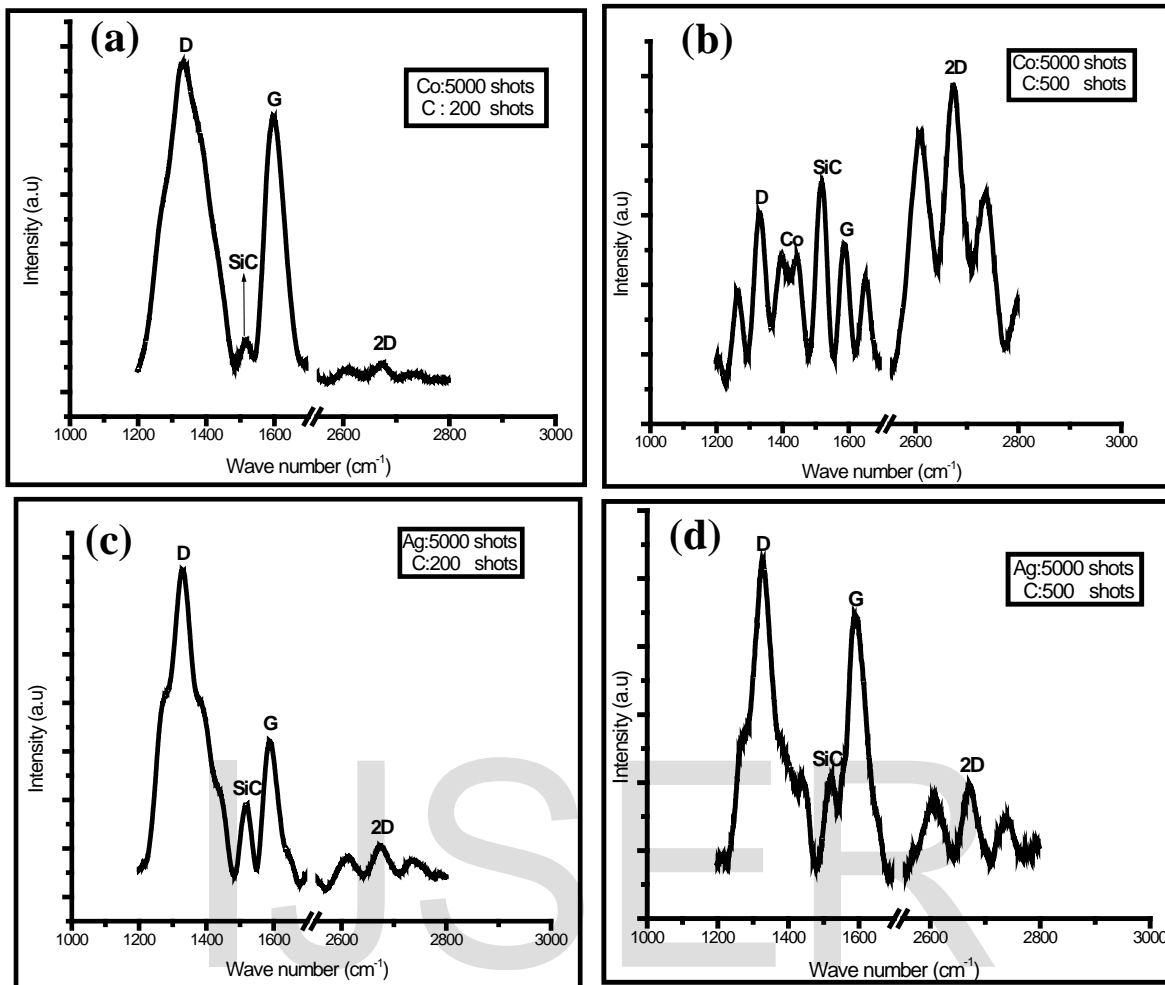 (a)
D
G
SiC
2D
Co:5000 shots
C : 200 shots
Intensity (a.u)
1000 1200 1400 1600 2600 2800 3000
Wave number (cm-1)
(b)
2D
SiC
D
Co
G
Co:5000 shots
C:500 shots
Intensity (a.u)
1000 1200 1400 1600 2600 2800 3000
Wave number (cm-1)
(c)
D
G
SiC
2D
Ag:5000 shots
C:200 shots
Intensity (a.u)
1000 1200 1400 1600 2600 2800 3000
Wave number (cm-1)
(d)
D
G
SiC
2D
Ag:5000 shots
C:500 shots
Intensity (a.u)
1000 1200 1400 1600 2600 2800 3000
Wave number (cm-1)
IJSER